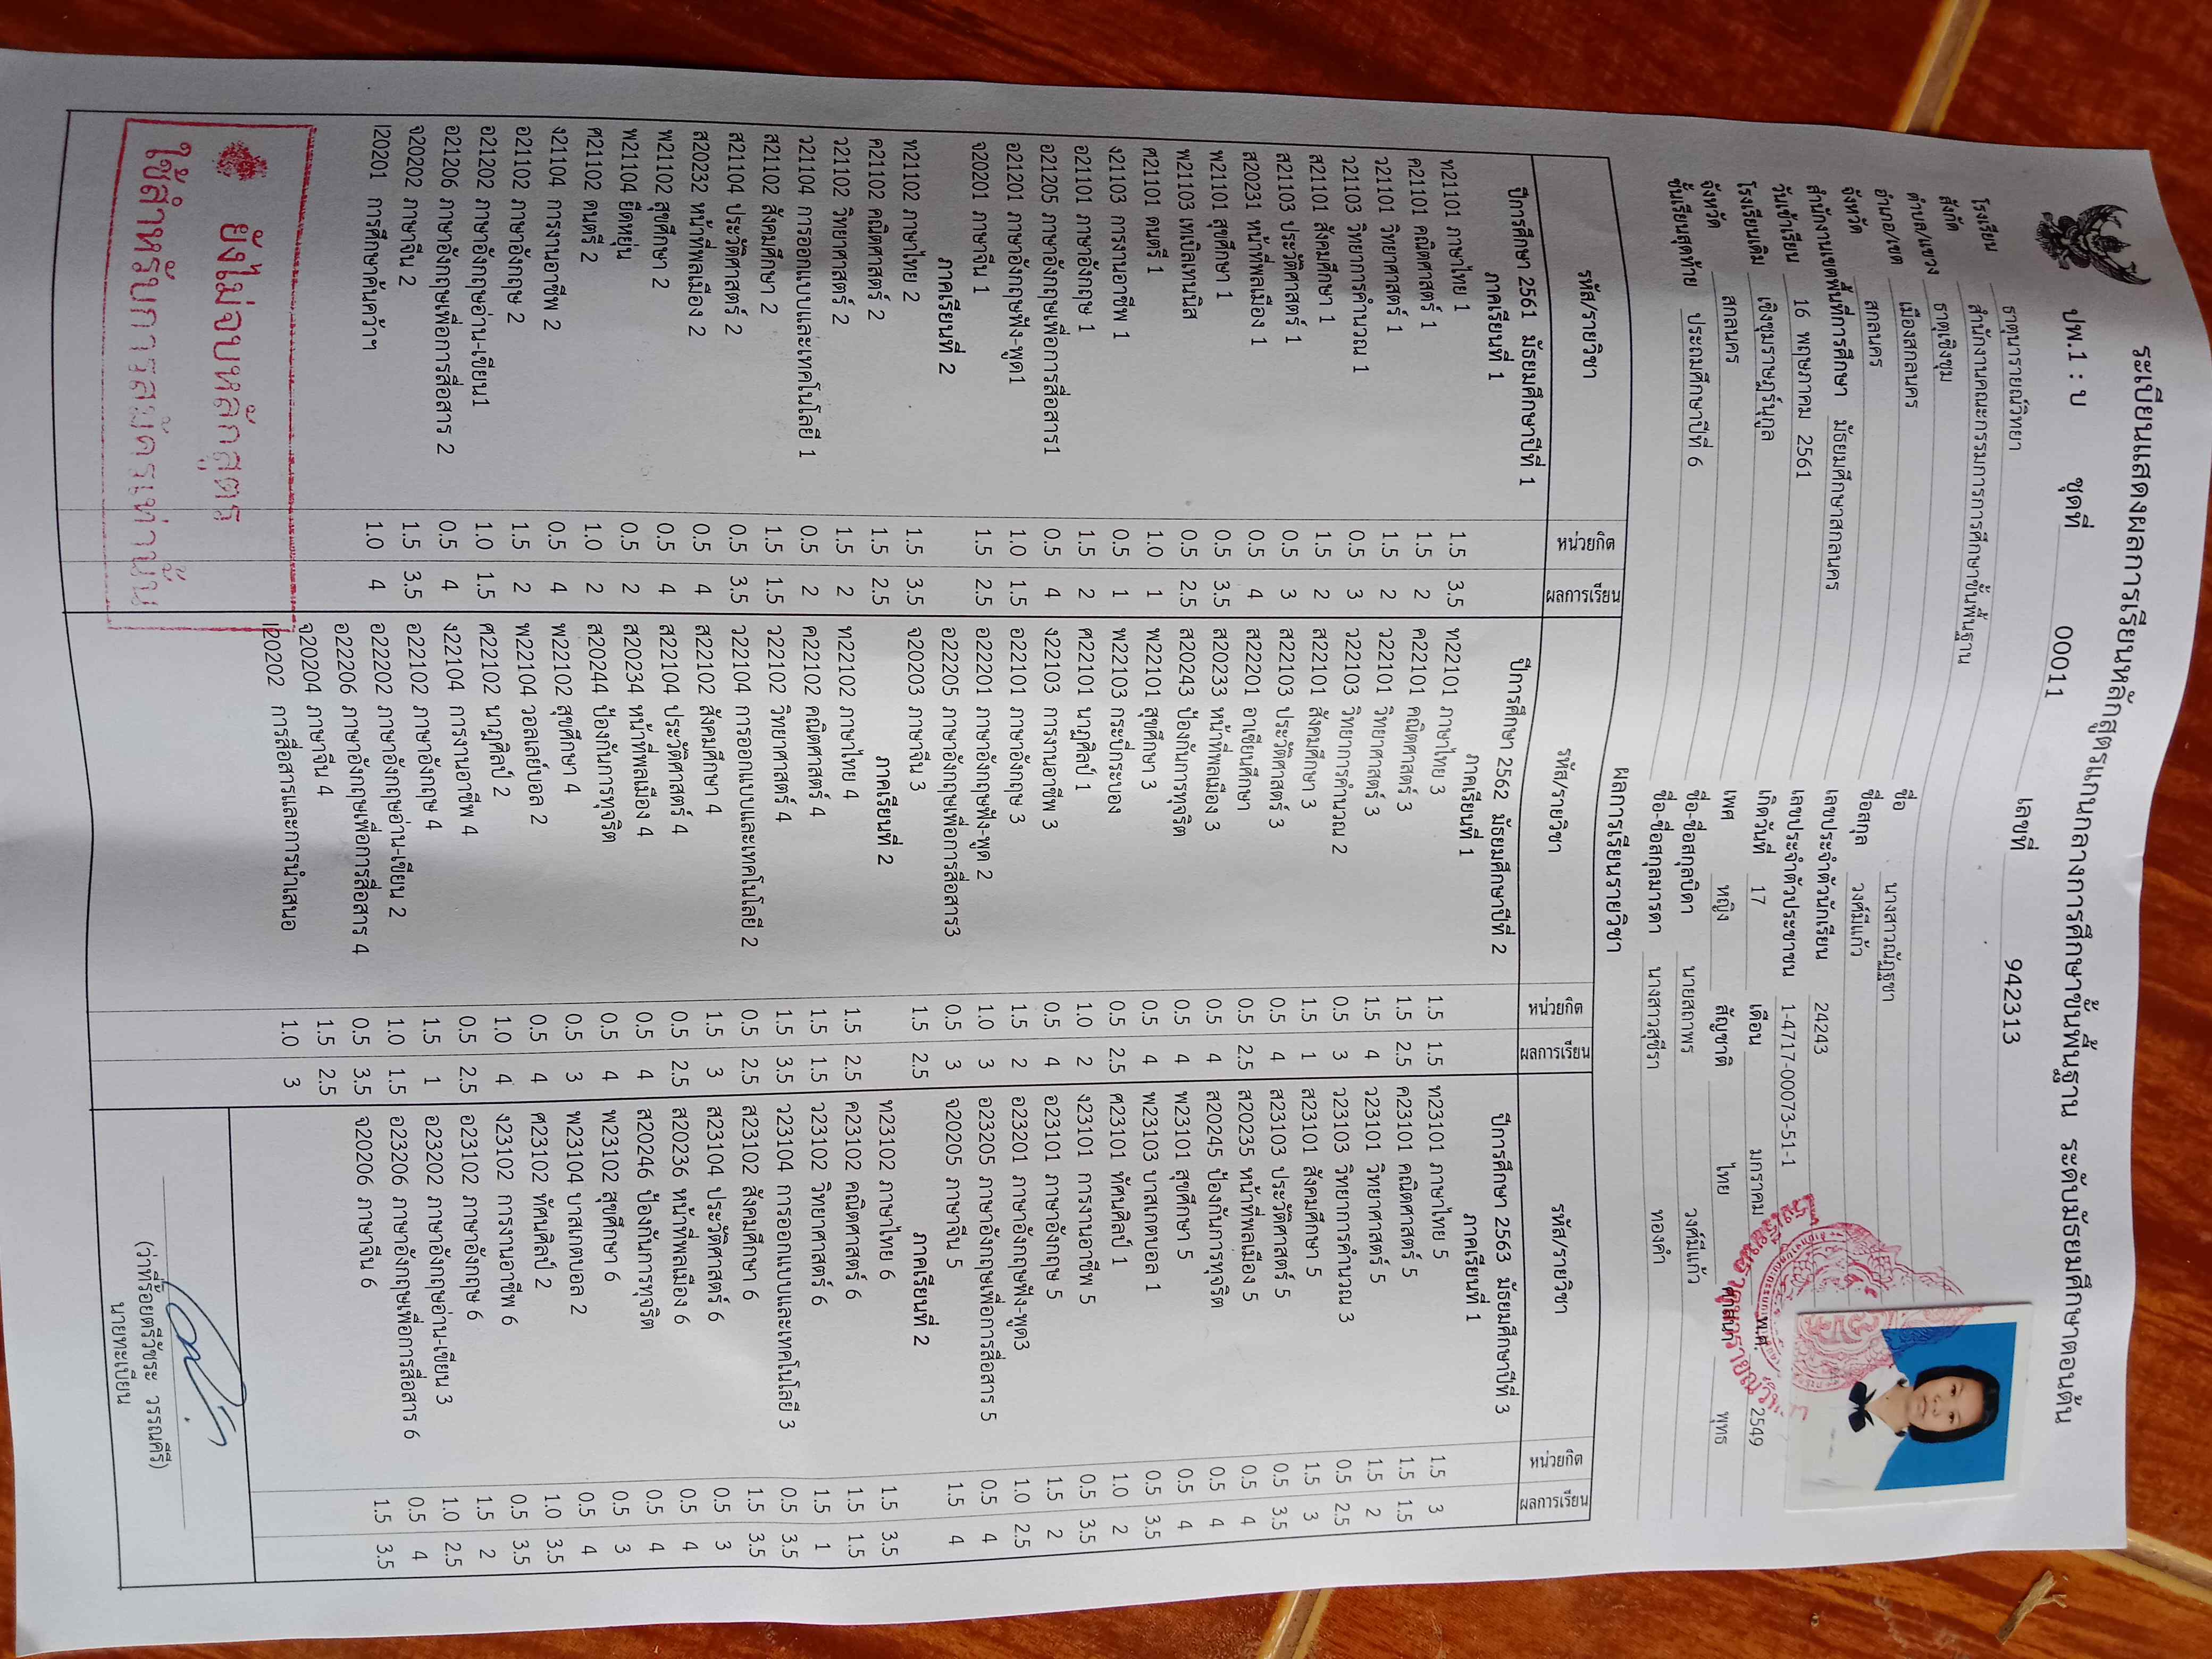 ระเบียนแสดงผลการเรียนหลักสูตรแกนกลางการศึกษาขั้นพื้นฐาน ระดับมัธยมศึกษาตอนต้น
ปพ.1 : บ ชุดที่ 00011 เลขที่ 942313
โรงเรียน ธาตุนารายณ์วิทยา
สังกัด สำนักงานคณะกรรมการการศึกษาขั้นพื้นฐาน
ตำบล/แขวง ธาตุเชิงชุม
อำเภอ/เขต เมืองสกลนคร
จังหวัด สกลนคร
สำนักงานเขตพื้นที่การศึกษา มัธยมศึกษาสกลนคร
วันเข้าเรียน 16 พฤษภาคม 2561
โรงเรียนเดิม เชิงชุมราษฎร์นุกูล
จังหวัด สกลนคร
ชั้นเรียนสุดท้าย ประถมศึกษาปีที่ 6
ชื่อ นางสาวณัฏฐชา
ชื่อสกุล วงศ์มีแก้ว
เลขประจำตัวนักเรียน 24243
เลขประจำตัวประชาชน 1-4717-00073-51-1
เกิดวันที่ 17 เดือน มกราคม พ.ศ. 2549
เพศ หญิง สัญชาติ ไทย ศาสนา พุทธ
ชื่อ-ชื่อสกุลบิดา นายสถาพร วงศ์มีแก้ว
ชื่อ-ชื่อสกุลมารดา นางสาวสุชีรา ทองคำ
ผลการเรียนรายวิชา
รหัส/รายวิชา หน่วยกิต ผลการเรียน
ปีการศึกษา 2561 มัธยมศึกษาปีที่ 1
ภาคเรียนที่ 1
ท21101 ภาษาไทย 1 1.5 3.5
ค21101 คณิตศาสตร์ 1 1.5 2
ว21101 วิทยาศาสตร์ 1 1.5 2
ว21103 วิทยาการคำนวณ 1 0.5 3
ส21101 สังคมศึกษา 1 1.5 2
ส21103 ประวัติศาสตร์ 1 0.5 3
ส20231 หน้าที่พลเมือง 1 0.5 4
พ21101 สุขศึกษา 1 0.5 3.5
พ21103 เทเบิลเทนนิส 0.5 2.5
ศ21101 ดนตรี 1 1.0 1
ง21103 การงานอาชีพ 1 0.5 1
อ21101 ภาษาอังกฤษ 1 1.5 2
อ21205 ภาษาอังกฤษเพื่อการสื่อสาร1 0.5 4
อ21201 ภาษาอังกฤษฟัง-พูด1 1.0 1.5
จ20201 ภาษาจีน 1 1.5 2.5
ภาคเรียนที่ 2
ท21102 ภาษาไทย 2 1.5 3.5
ค21102 คณิตศาสตร์ 2 1.5 2.5
ว21102 วิทยาศาสตร์ 2 1.5 2
ว21104 การออกแบบและเทคโนโลยี 1 0.5 2
ส21102 สังคมศึกษา 2 1.5 1.5
ส21104 ประวัติศาสตร์ 2 0.5 3.5
ส20232 หน้าที่พลเมือง 2 0.5 4
พ21102 สุขศึกษา 2 0.5 4
พ21104 ยืดหยุ่น 0.5 2
ศ21102 ดนตรี 2 1.0 2
ง21104 การงานอาชีพ 2 0.5 4
อ21102 ภาษาอังกฤษ 2 1.5 2
อ21202 ภาษาอังกฤษอ่าน-เขียน1 1.0 1.5
อ21206 ภาษาอังกฤษเพื่อการสื่อสาร 2 0.5 4
จ20202 ภาษาจีน 2 1.5 3.5
I20201 การศึกษาค้นคว้าฯ 1.0 4
ยังไม่จบหลักสูตร
ใช้สำหรับการสมัครเท่านั้น
รหัส/รายวิชา หน่วยกิต ผลการเรียน
ปีการศึกษา 2562 มัธยมศึกษาปีที่ 2
ภาคเรียนที่ 1
ท22101 ภาษาไทย 3 1.5 1.5
ค22101 คณิตศาสตร์ 3 1.5 2.5
ว22101 วิทยาศาสตร์ 3 1.5 4
ว22103 วิทยาการคำนวณ 2 0.5 3
ส22101 สังคมศึกษา 3 1.5 1
ส22103 ประวัติศาสตร์ 3 0.5 4
ส22201 อาเซียนศึกษา 0.5 2.5
ส20233 หน้าที่พลเมือง 3 0.5 4
ส20243 ป้องกันการทุจริต 0.5 4
พ22101 สุขศึกษา 3 0.5 4
พ22103 กระบี่กระบอง 0.5 2.5
ศ22101 นาฏศิลป์ 1 1.0 2
ง22103 การงานอาชีพ 3 0.5 4
อ22101 ภาษาอังกฤษ 3 1.5 2
อ22201 ภาษาอังกฤษฟัง-พูด 2 1.0 3
อ22205 ภาษาอังกฤษเพื่อการสื่อสาร3 0.5 3
จ20203 ภาษาจีน 3 1.5 2.5
ภาคเรียนที่ 2
ท22102 ภาษาไทย 4 1.5 2.5
ค22102 คณิตศาสตร์ 4 1.5 1.5
ว22102 วิทยาศาสตร์ 4 1.5 3.5
ว22104 การออกแบบและเทคโนโลยี 2 0.5 2.5
ส22102 สังคมศึกษา 4 1.5 3
ส22104 ประวัติศาสตร์ 4 0.5 2.5
ส20234 หน้าที่พลเมือง 4 0.5 4
ส20244 ป้องกันการทุจริต 0.5 4
พ22102 สุขศึกษา 4 0.5 3
พ22104 วอลเลย์บอล 2 0.5 4
ศ22102 นาฏศิลป์ 2 1.0 4
ง22104 การงานอาชีพ 4 0.5 2.5
อ22102 ภาษาอังกฤษ 4 1.5 1
อ22202 ภาษาอังกฤษอ่าน-เขียน 2 1.0 1.5
อ22206 ภาษาอังกฤษเพื่อการสื่อสาร 4 0.5 3.5
จ20204 ภาษาจีน 4 1.5 2.5
I20202 การสื่อสารและการนำเสนอ 1.0 3
รหัส/รายวิชา หน่วยกิต ผลการเรียน
ปีการศึกษา 2563 มัธยมศึกษาปีที่ 3
ภาคเรียนที่ 1
ท23101 ภาษาไทย 5 1.5 3
ค23101 คณิตศาสตร์ 5 1.5 1.5
ว23101 วิทยาศาสตร์ 5 1.5 2
ว23103 วิทยาการคำนวณ 3 0.5 2.5
ส23101 สังคมศึกษา 5 1.5 3
ส23103 ประวัติศาสตร์ 5 0.5 3.5
ส20235 หน้าที่พลเมือง 5 0.5 4
ส20245 ป้องกันการทุจริต 0.5 4
พ23101 สุขศึกษา 5 0.5 4
พ23103 บาสเกตบอล 1 0.5 3.5
ศ23101 ทัศนศิลป์ 1 1.0 2
ง23101 การงานอาชีพ 5 0.5 3.5
อ23101 ภาษาอังกฤษ 5 1.5 2
อ23201 ภาษาอังกฤษฟัง-พูด3 1.0 2.5
อ23205 ภาษาอังกฤษเพื่อการสื่อสาร 5 0.5 4
จ20205 ภาษาจีน 5 1.5 4
ภาคเรียนที่ 2
ท23102 ภาษาไทย 6 1.5 3.5
ค23102 คณิตศาสตร์ 6 1.5 1.5
ว23102 วิทยาศาสตร์ 6 1.5 1
ว23104 การออกแบบและเทคโนโลยี 3 0.5 3.5
ส23102 สังคมศึกษา 6 1.5 3.5
ส23104 ประวัติศาสตร์ 6 0.5 3
ส20236 หน้าที่พลเมือง 6 0.5 4
ส20246 ป้องกันการทุจริต 0.5 4
พ23102 สุขศึกษา 6 0.5 3
พ23104 บาสเกตบอล 2 0.5 4
ศ23102 ทัศนศิลป์ 2 1.0 3.5
ง23102 การงานอาชีพ 6 0.5 3.5
อ23102 ภาษาอังกฤษ 6 1.5 2
อ23202 ภาษาอังกฤษอ่าน-เขียน 3 1.0 2.5
อ23206 ภาษาอังกฤษเพื่อการสื่อสาร 6 0.5 4
จ20206 ภาษาจีน 6 1.5 3.5
(ว่าที่ร้อยตรีวัชระ วรรณคีรี)
นายทะเบียน